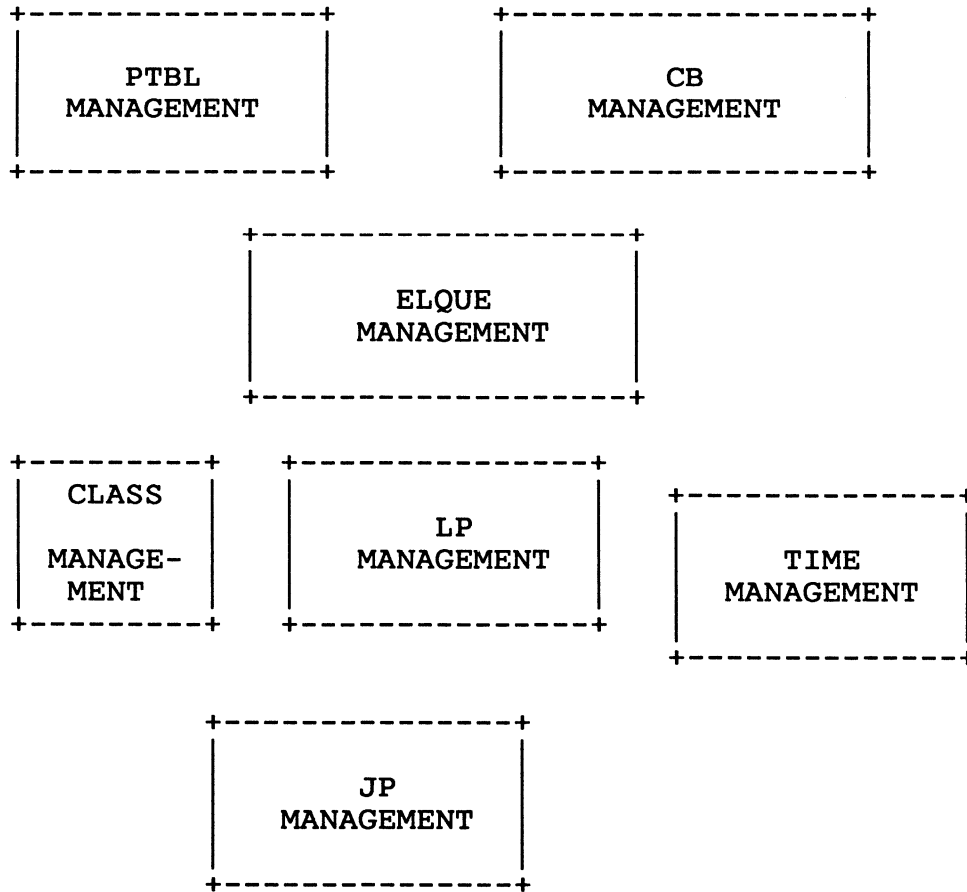 PTBL
MANAGEMENT
CB
MANAGEMENT
ELQUE
MANAGEMENT
CLASS
MANAGE-
MENT
LP
MANAGEMENT
TIME
MANAGEMENT
JP
MANAGEMENT